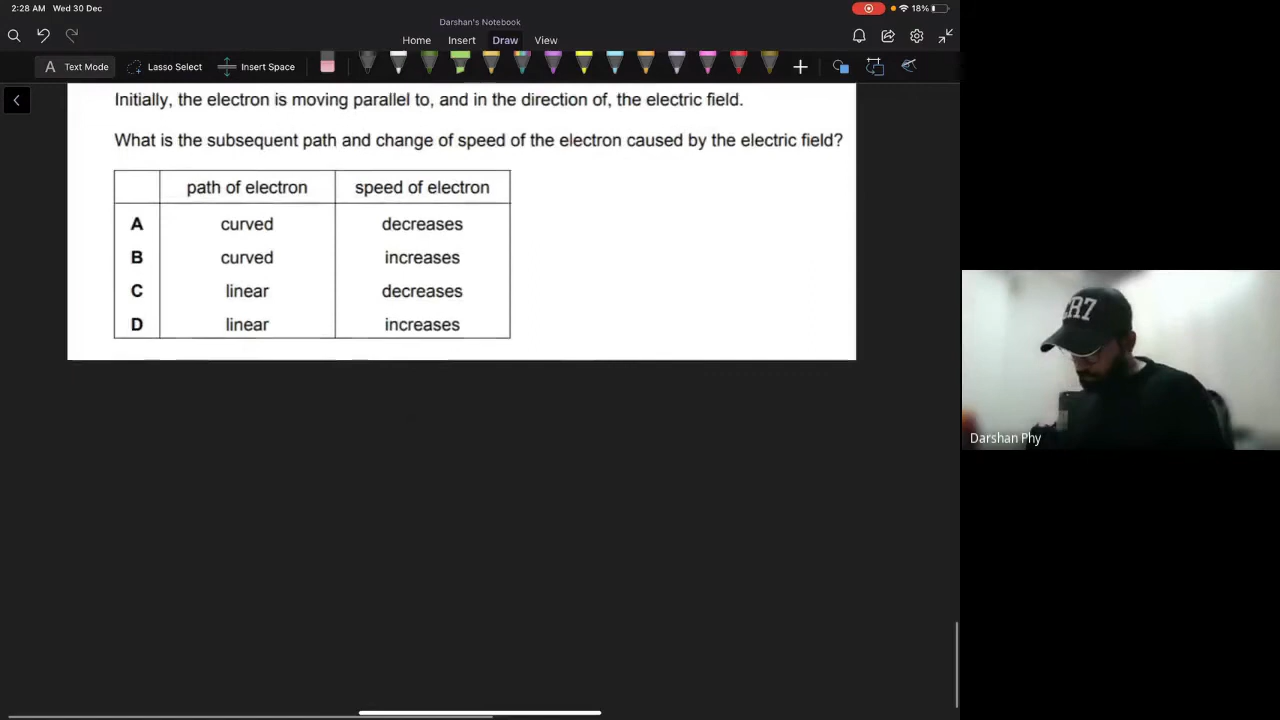 2:28 AM Wed 30 Dec
18%
Darshan's Notebook
Home Insert Draw View
A Text Mode Lasso Select Insert Space
Initially, the electron is moving parallel to, and in the direction of, the electric field.
What is the subsequent path and change of speed of the electron caused by the electric field?
path of electron speed of electron
A curved decreases
B curved increases
C linear decreases
D linear increases
Darshan Phy